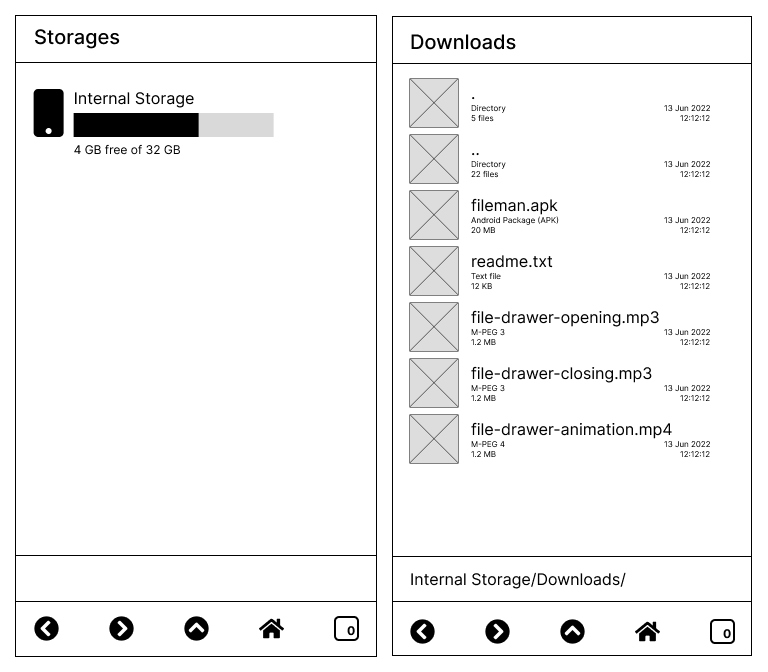 Storages
Internal Storage
4 GB free of 32 GB
0
Downloads
.
Directory 13 Jun 2022
5 files 12:12:12
..
Directory 13 Jun 2022
22 files 12:12:12
fileman.apk
Android Package (APK) 13 Jun 2022
20 MB 12:12:12
readme.txt
Text file 13 Jun 2022
12 KB 12:12:12
file-drawer-opening.mp3
M-PEG 3 13 Jun 2022
1.2 MB 12:12:12
file-drawer-closing.mp3
M-PEG 3 13 Jun 2022
1.2 MB 12:12:12
file-drawer-animation.mp4
M-PEG 4 13 Jun 2022
1.2 MB 12:12:12
Internal Storage/Downloads/
0